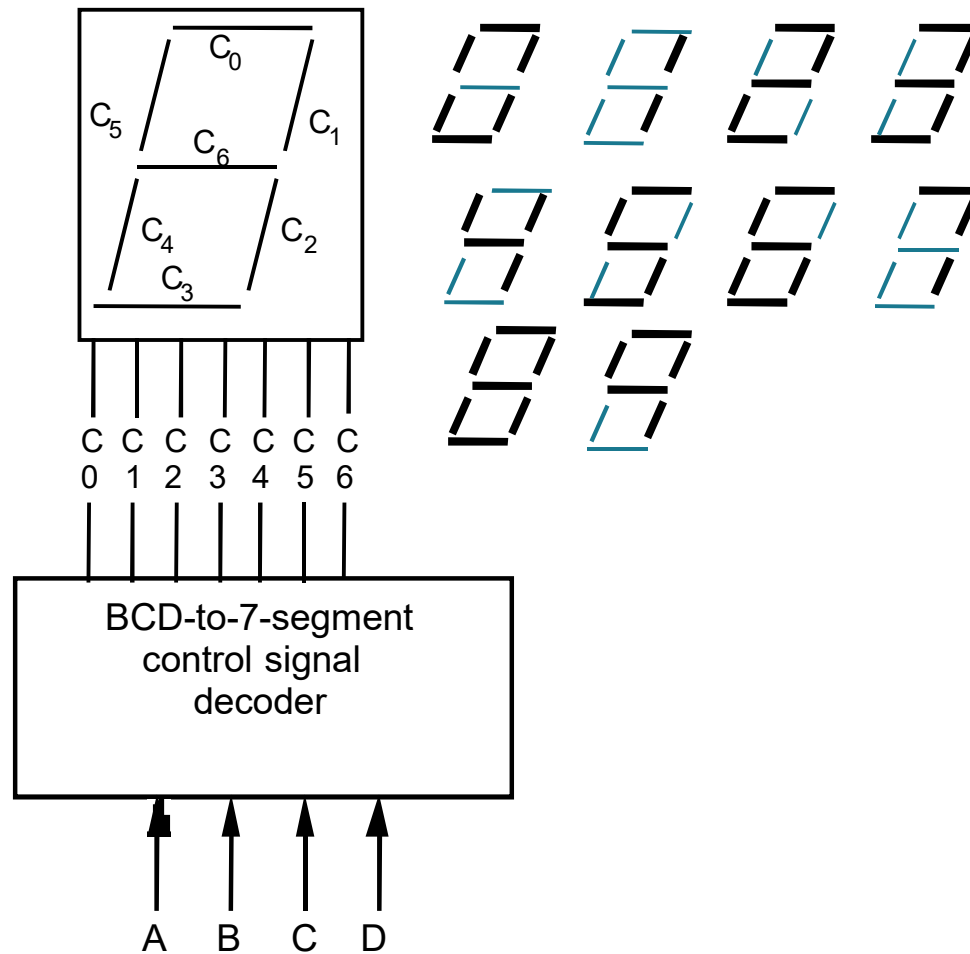 C0
C5
C1
C6
C4
C2
C3
C C C C C C C
0 1 2 3 4 5 6
BCD-to-7-segment
control signal
decoder
A B C D